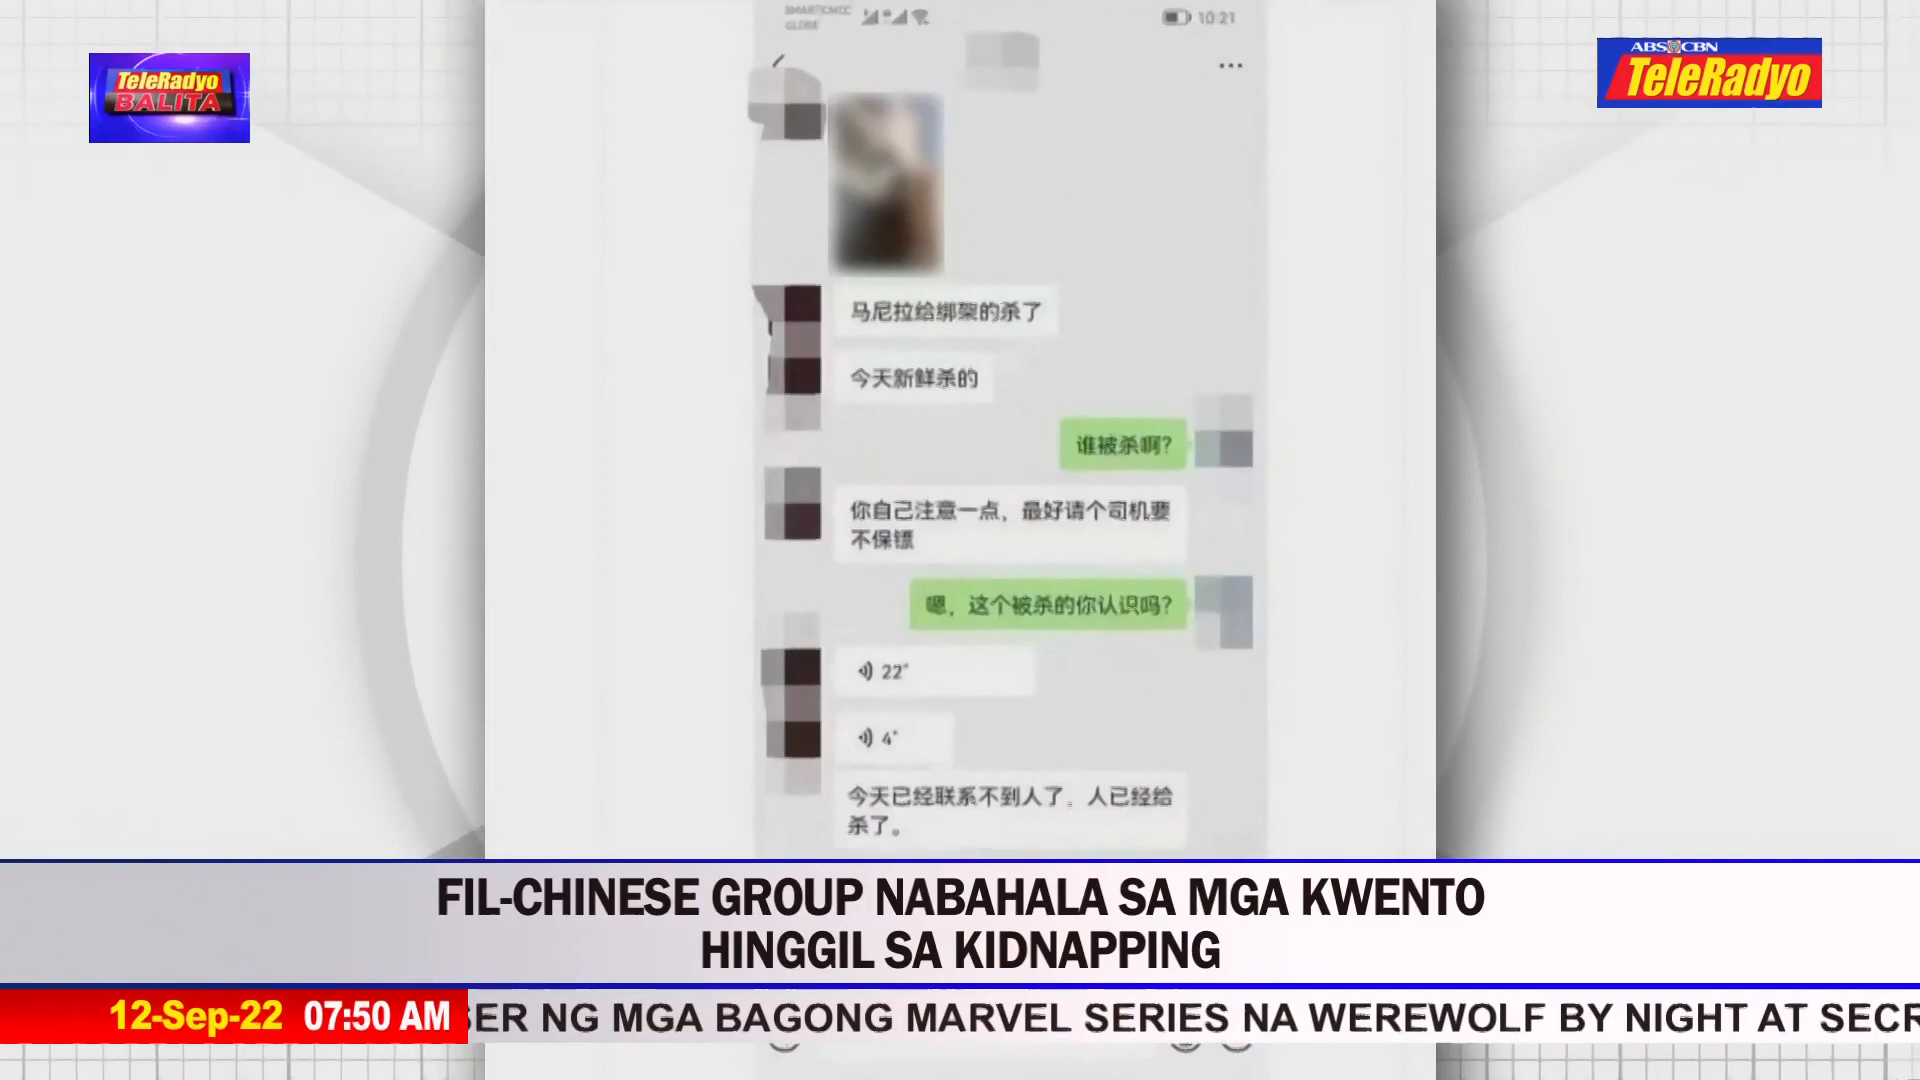 SMARTCMCC
GLOBE
10:21
TeleRadyo
BALITA
ABS CBN
TeleRadyo
马尼拉给绑架的杀了
今天新鲜杀的
谁被杀啊？
你自己注意一点，最好请个司机要
不保镖
嗯，这个被杀的你认识吗？
22"
4"
今天已经联系不到人了。人已经给
杀了。
FIL-CHINESE GROUP NABAHALA SA MGA KWENTO
HINGGIL SA KIDNAPPING
12-Sep-22 07:50 AM SER NG MGA BAGONG MARVEL SERIES NA WEREWOLF BY NIGHT AT SECR